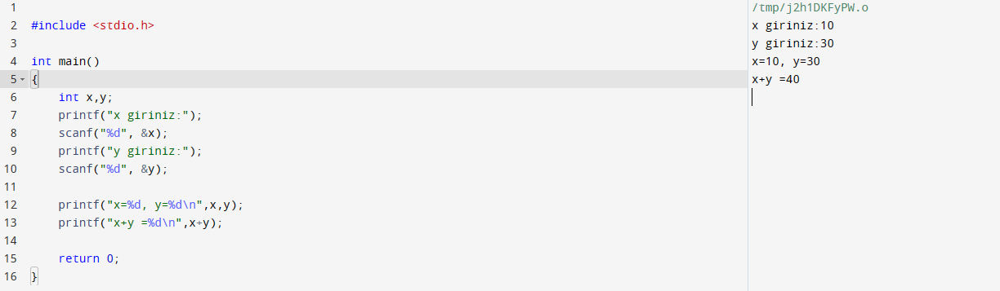 1
2 #include <stdio.h>
3
4 int main()
5 {
6     int x,y;
7     printf("x giriniz:");
8     scanf("%d", &x);
9     printf("y giriniz:");
10     scanf("%d", &y);
11
12     printf("x=%d, y=%d\n",x,y);
13     printf("x+y =%d\n",x+y);
14
15     return 0;
16 }
/tmp/j2h1DKFyPW.o
x giriniz:10
y giriniz:30
x=10, y=30
x+y =40